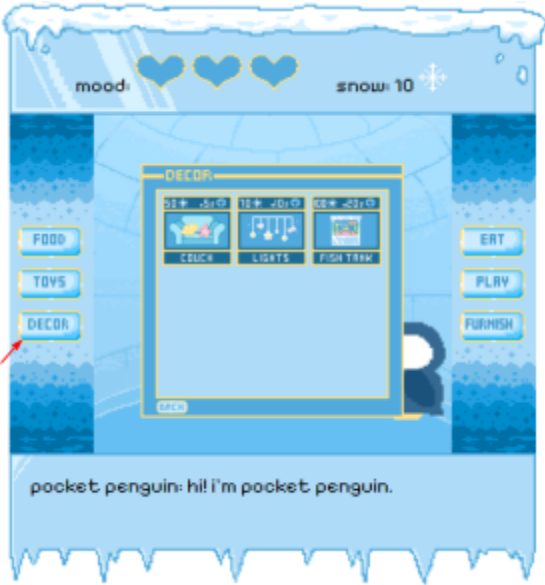 mood:
snow: 10
DECOR
COUCH
LIGHTS
FISH TANK
FOOD
TOYS
DECOR
EAT
PLAY
FURNISH
BACK
pocket penguin: hi! i'm pocket penguin.